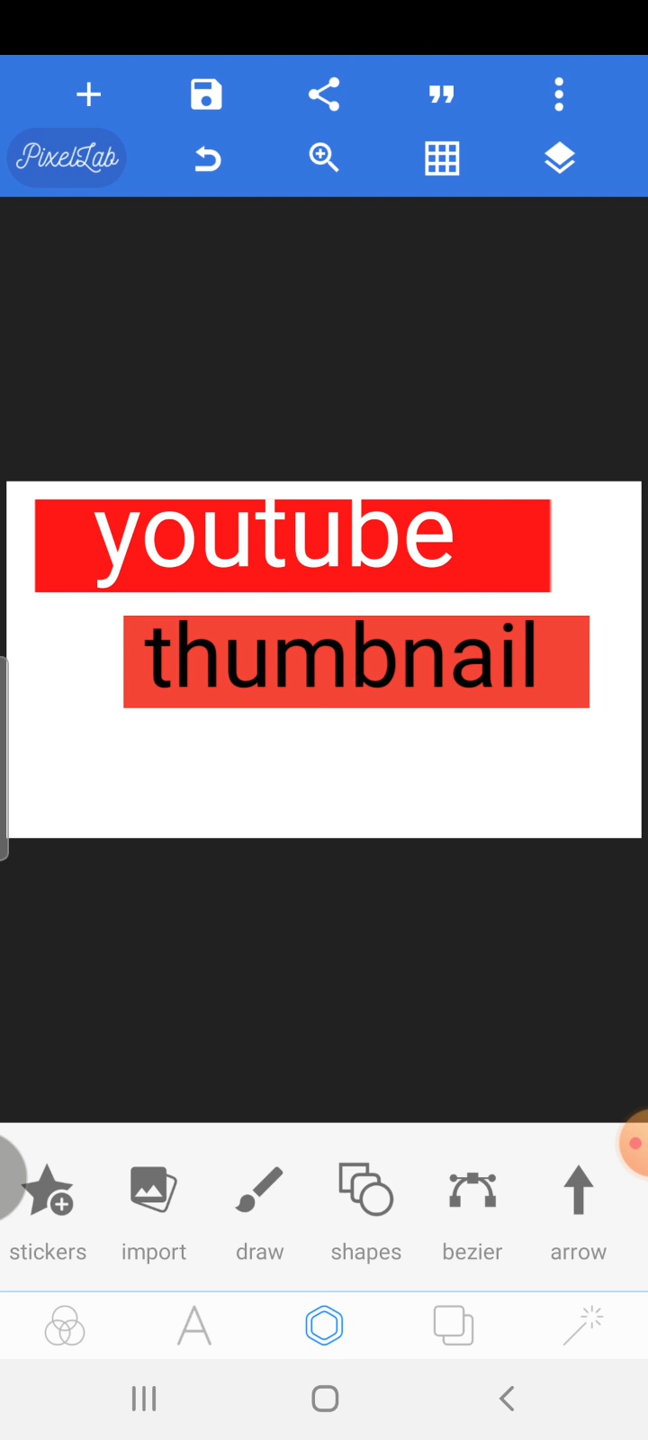 PixelLab
youtube
thumbnail
stickers import draw shapes bezier arrow